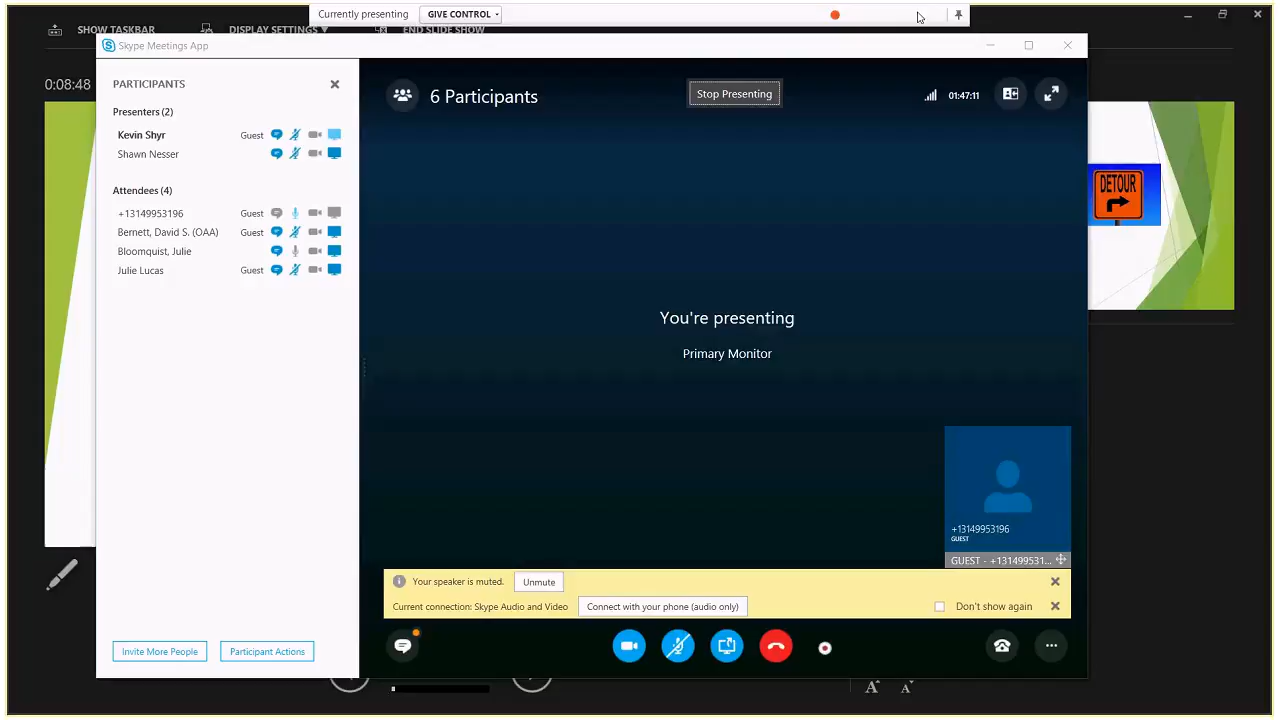 Currently presenting GIVE CONTROL
SHOW TASKBAR DISPLAY SETTINGS END SLIDE SHOW
Skype Meetings App
0:08:48
PARTICIPANTS
Presenters (2)
Kevin Shyr Guest
Shawn Nesser
Attendees (4)
+13149953196 Guest
Bernett, David S. (OAA) Guest
Bloomquist, Julie
Julie Lucas Guest
Invite More People Participant Actions
6 Participants
Stop Presenting
01:47:11
DETOUR
You're presenting
Primary Monitor
+13149953196
GUEST
GUEST - +131499531...
Your speaker is muted. Unmute
Current connection: Skype Audio and Video Connect with your phone (audio only) Don't show again
A A